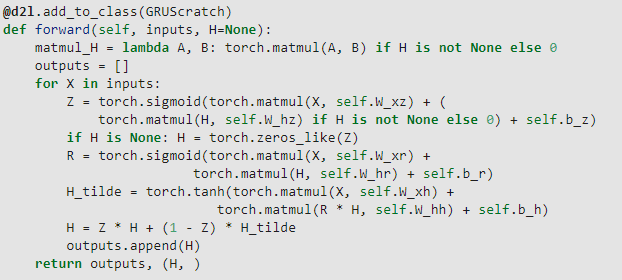 @d2l.add_to_class(GRUScratch)
def forward(self, inputs, H=None):
    matmul_H = lambda A, B: torch.matmul(A, B) if H is not None else 0
    outputs = []
    for X in inputs:
        Z = torch.sigmoid(torch.matmul(X, self.W_xz) + (
            torch.matmul(H, self.W_hz) if H is not None else 0) + self.b_z)
        if H is None: H = torch.zeros_like(Z)
        R = torch.sigmoid(torch.matmul(X, self.W_xr) +
                          torch.matmul(H, self.W_hr) + self.b_r)
        H_tilde = torch.tanh(torch.matmul(X, self.W_xh) +
                             torch.matmul(R * H, self.W_hh) + self.b_h)
        H = Z * H + (1 - Z) * H_tilde
        outputs.append(H)
    return outputs, (H, )